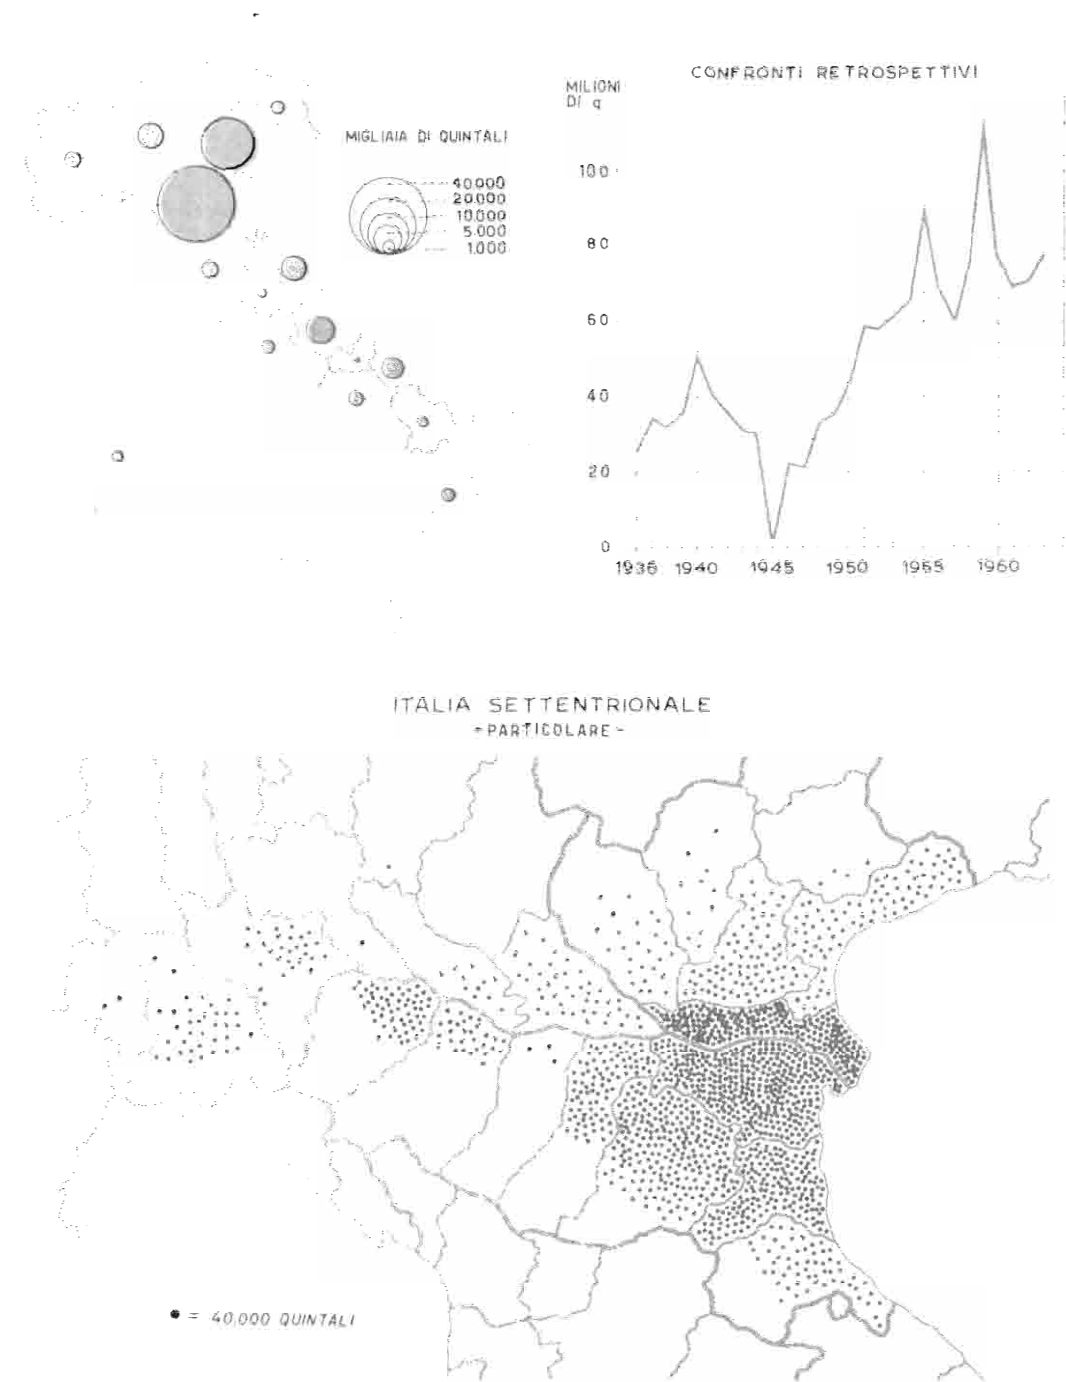 CONFRONTI RETROSPETTIVI
MILIONI
DI q
100
80
60
40
20
0
1936 1940 1945 1950 1955 1960
MIGLIAIA DI QUINTALI
40.000
20.000
10.000
5.000
1.000
ITALIA SETTENTRIONALE
-PARTICOLARE-
= 40.000 QUINTALI